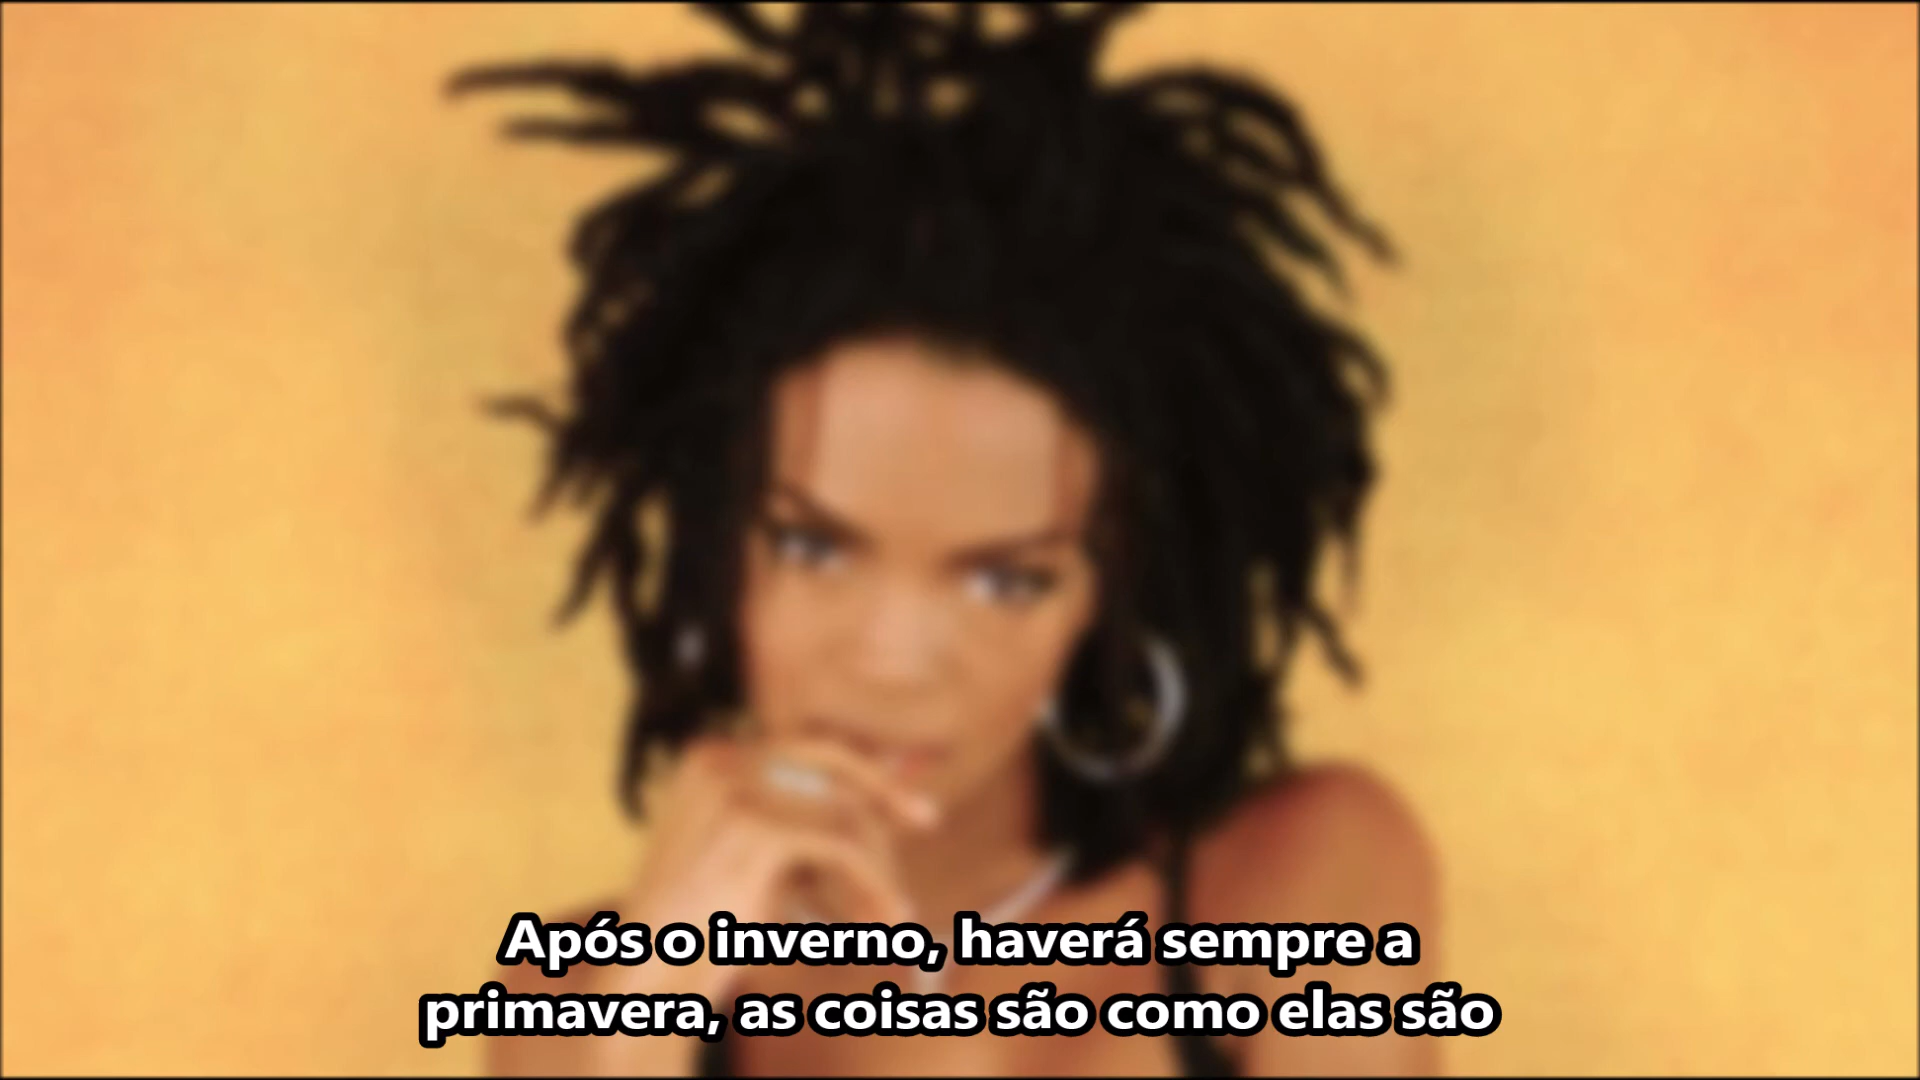 Após o inverno, haverá sempre a
primavera, as coisas são como elas são